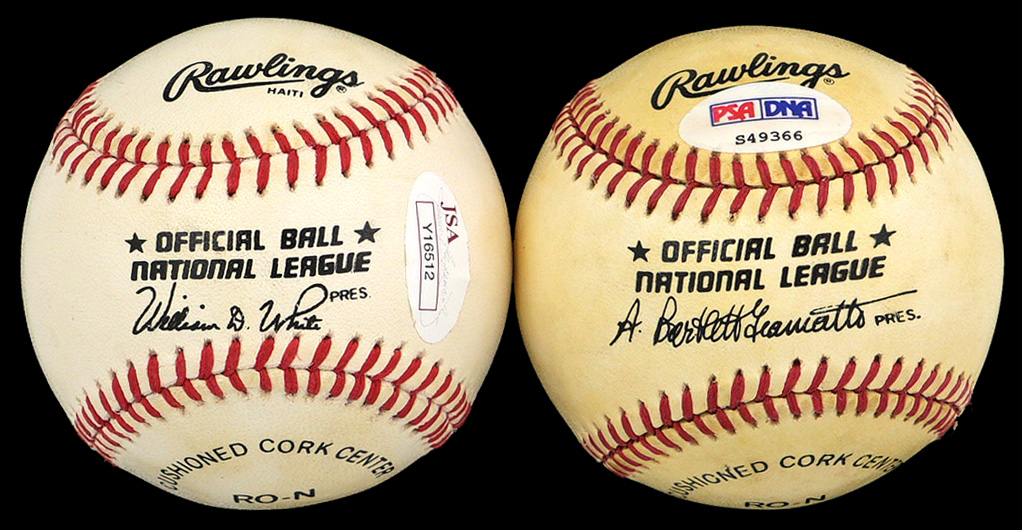 Rawlings®
HAITI
JSA
Y16512
★ OFFICIAL BALL ★
NATIONAL LEAGUE
William D. White PRES.
CUSHIONED CORK CENTER
RO-N
Rawlings®
PSA DNA
S49366
★ OFFICIAL BALL ★
NATIONAL LEAGUE
A. Bartlett Giamatti PRES.
CUSHIONED CORK CENTE
RO-N